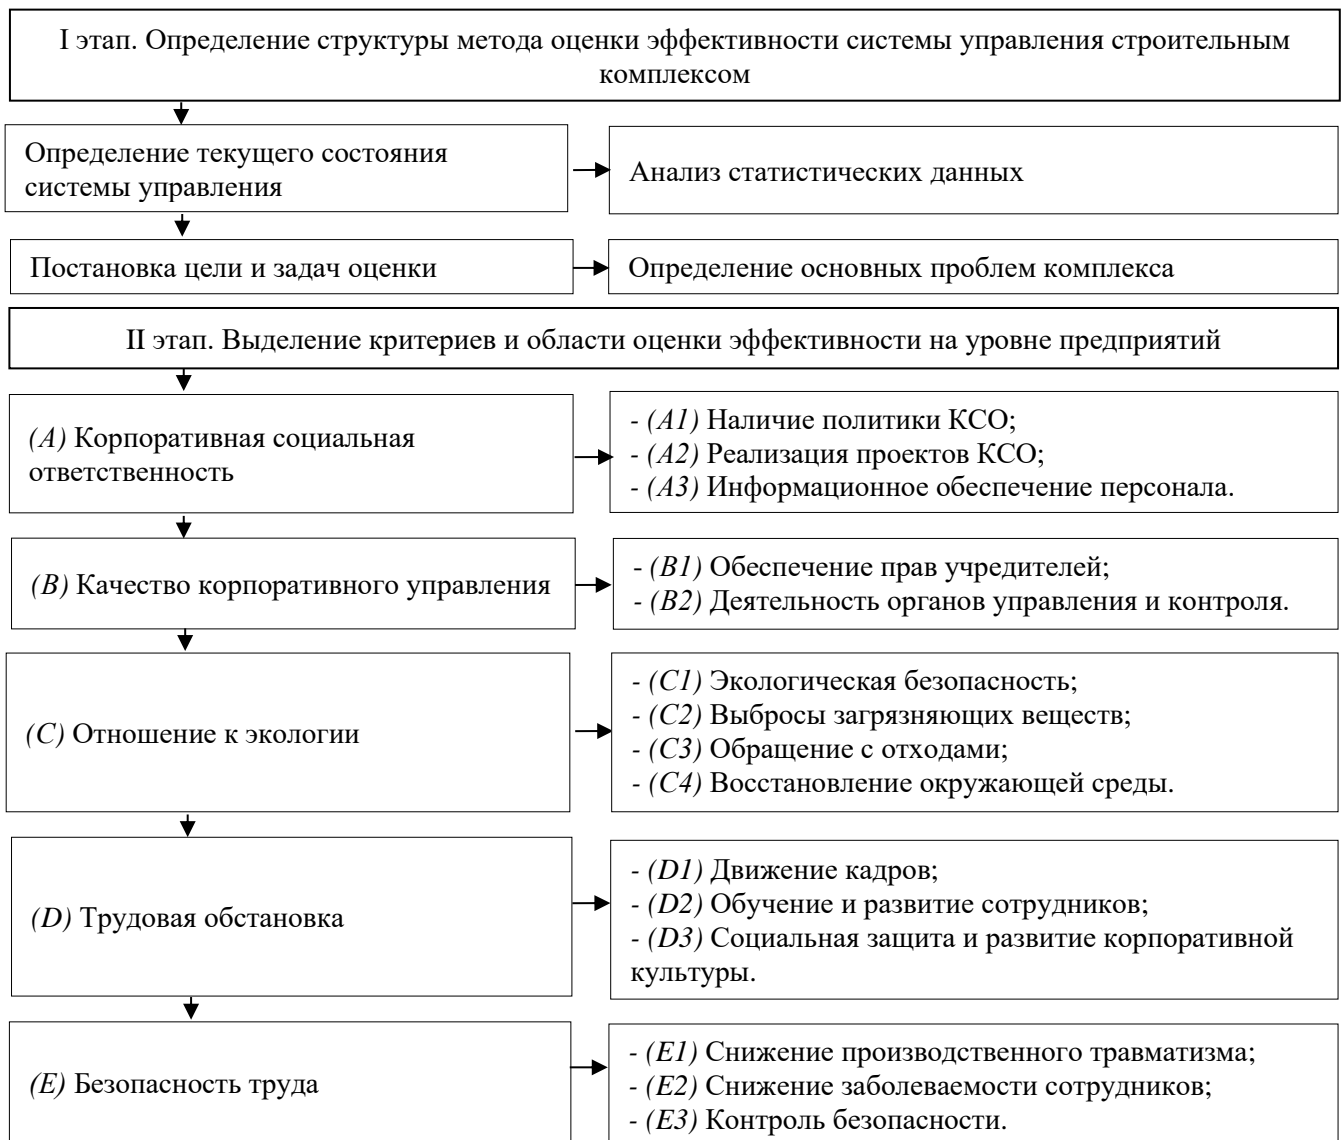 I этап. Определение структуры метода оценки эффективности системы управления строительным
комплексом
Определение текущего состояния
системы управления
Анализ статистических данных
Постановка цели и задач оценки
Определение основных проблем комплекса
II этап. Выделение критериев и области оценки эффективности на уровне предприятий
(A) Корпоративная социальная
ответственность
- (A1) Наличие политики КСО;
- (A2) Реализация проектов КСО;
- (A3) Информационное обеспечение персонала.
(B) Качество корпоративного управления
- (B1) Обеспечение прав учредителей;
- (B2) Деятельность органов управления и контроля.
(C) Отношение к экологии
- (C1) Экологическая безопасность;
- (C2) Выбросы загрязняющих веществ;
- (C3) Обращение с отходами;
- (C4) Восстановление окружающей среды.
(D) Трудовая обстановка
- (D1) Движение кадров;
- (D2) Обучение и развитие сотрудников;
- (D3) Социальная защита и развитие корпоративной
культуры.
(E) Безопасность труда
- (E1) Снижение производственного травматизма;
- (E2) Снижение заболеваемости сотрудников;
- (E3) Контроль безопасности.